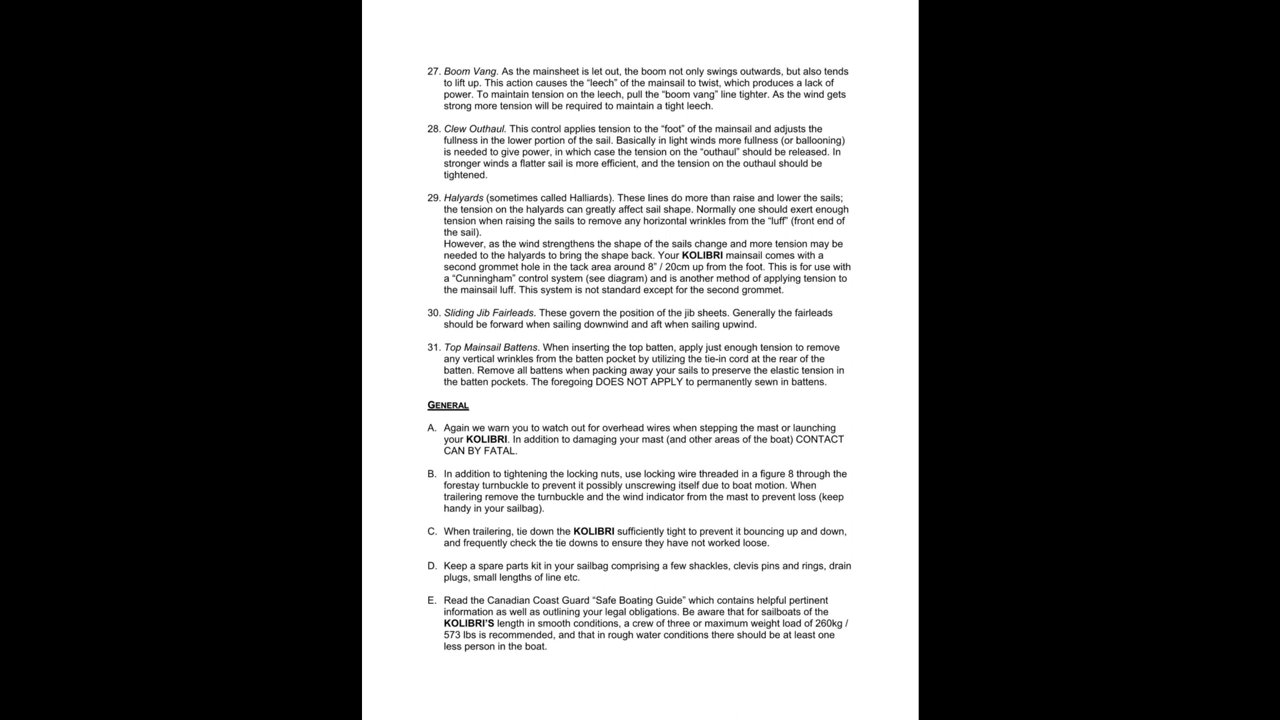 27. Boom Vang. As the mainsheet is let out, the boom not only swings outwards, but also tends
to lift up. This action causes the “leech” of the mainsail to twist, which produces a lack of
power. To maintain tension on the leech, pull the “boom vang” line tighter. As the wind gets
strong more tension will be required to maintain a tight leech.
28. Clew Outhaul. This control applies tension to the “foot” of the mainsail and adjusts the
fullness in the lower portion of the sail. Basically in light winds more fullness (or ballooning)
is needed to give power, in which case the tension on the “outhaul” should be released. In
stronger winds a flatter sail is more efficient, and the tension on the outhaul should be
tightened.
29. Halyards (sometimes called Halliards). These lines do more than raise and lower the sails;
the tension on the halyards can greatly affect sail shape. Normally one should exert enough
tension when raising the sails to remove any horizontal wrinkles from the “luff” (front end of
the sail).
However, as the wind strengthens the shape of the sails change and more tension may be
needed to the halyards to bring the shape back. Your KOLIBRI mainsail comes with a
second grommet hole in the tack area around 8” / 20cm up from the foot. This is for use with
a “Cunningham” control system (see diagram) and is another method of applying tension to
the mainsail luff. This system is not standard except for the second grommet.
30. Sliding Jib Fairleads. These govern the position of the jib sheets. Generally the fairleads
should be forward when sailing downwind and aft when sailing upwind.
31. Top Mainsail Battens. When inserting the top batten, apply just enough tension to remove
any vertical wrinkles from the batten pocket by utilizing the tie-in cord at the rear of the
batten. Remove all battens when packing away your sails to preserve the elastic tension in
the batten pockets. The foregoing DOES NOT APPLY to permanently sewn in battens.
GENERAL
A. Again we warn you to watch out for overhead wires when stepping the mast or launching
your KOLIBRI. In addition to damaging your mast (and other areas of the boat) CONTACT
CAN BY FATAL.
B. In addition to tightening the locking nuts, use locking wire threaded in a figure 8 through the
forestay turnbuckle to prevent it possibly unscrewing itself due to boat motion. When
trailering remove the turnbuckle and the wind indicator from the mast to prevent loss (keep
handy in your sailbag).
C. When trailering, tie down the KOLIBRI sufficiently tight to prevent it bouncing up and down,
and frequently check the tie downs to ensure they have not worked loose.
D. Keep a spare parts kit in your sailbag comprising a few shackles, clevis pins and rings, drain
plugs, small lengths of line etc.
E. Read the Canadian Coast Guard “Safe Boating Guide” which contains helpful pertinent
information as well as outlining your legal obligations. Be aware that for sailboats of the
KOLIBRI’S length in smooth conditions, a crew of three or maximum weight load of 260kg /
573 lbs is recommended, and that in rough water conditions there should be at least one
less person in the boat.